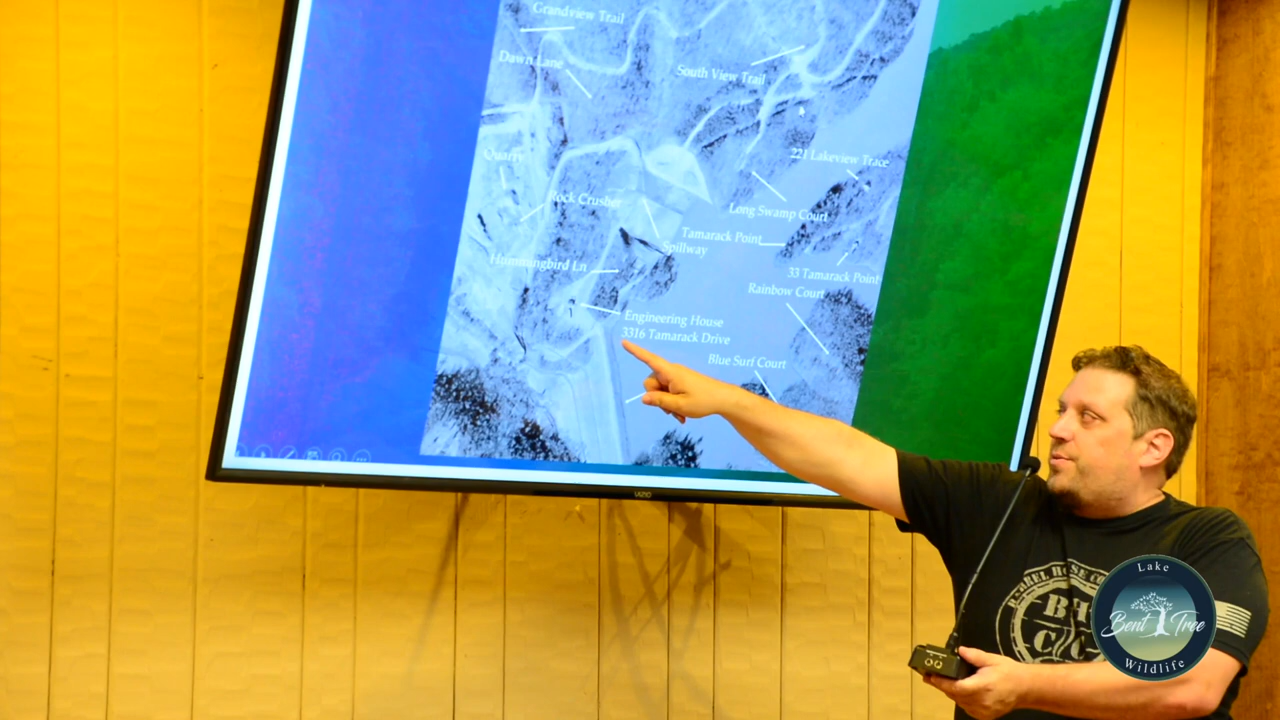 Grandview Trail
Dawn Lane
South View Trail
221 Lakeview Trace
Quarry
Rock Crusher
Long Swamp Court
Tamarack Point
Spillway
Hummingbird Ln
33 Tamarack Point
Rainbow Court
Engineering House
3316 Tamarack Drive
Blue Surf Court
VIZIO
Lake
Bent Tree
Wildlife